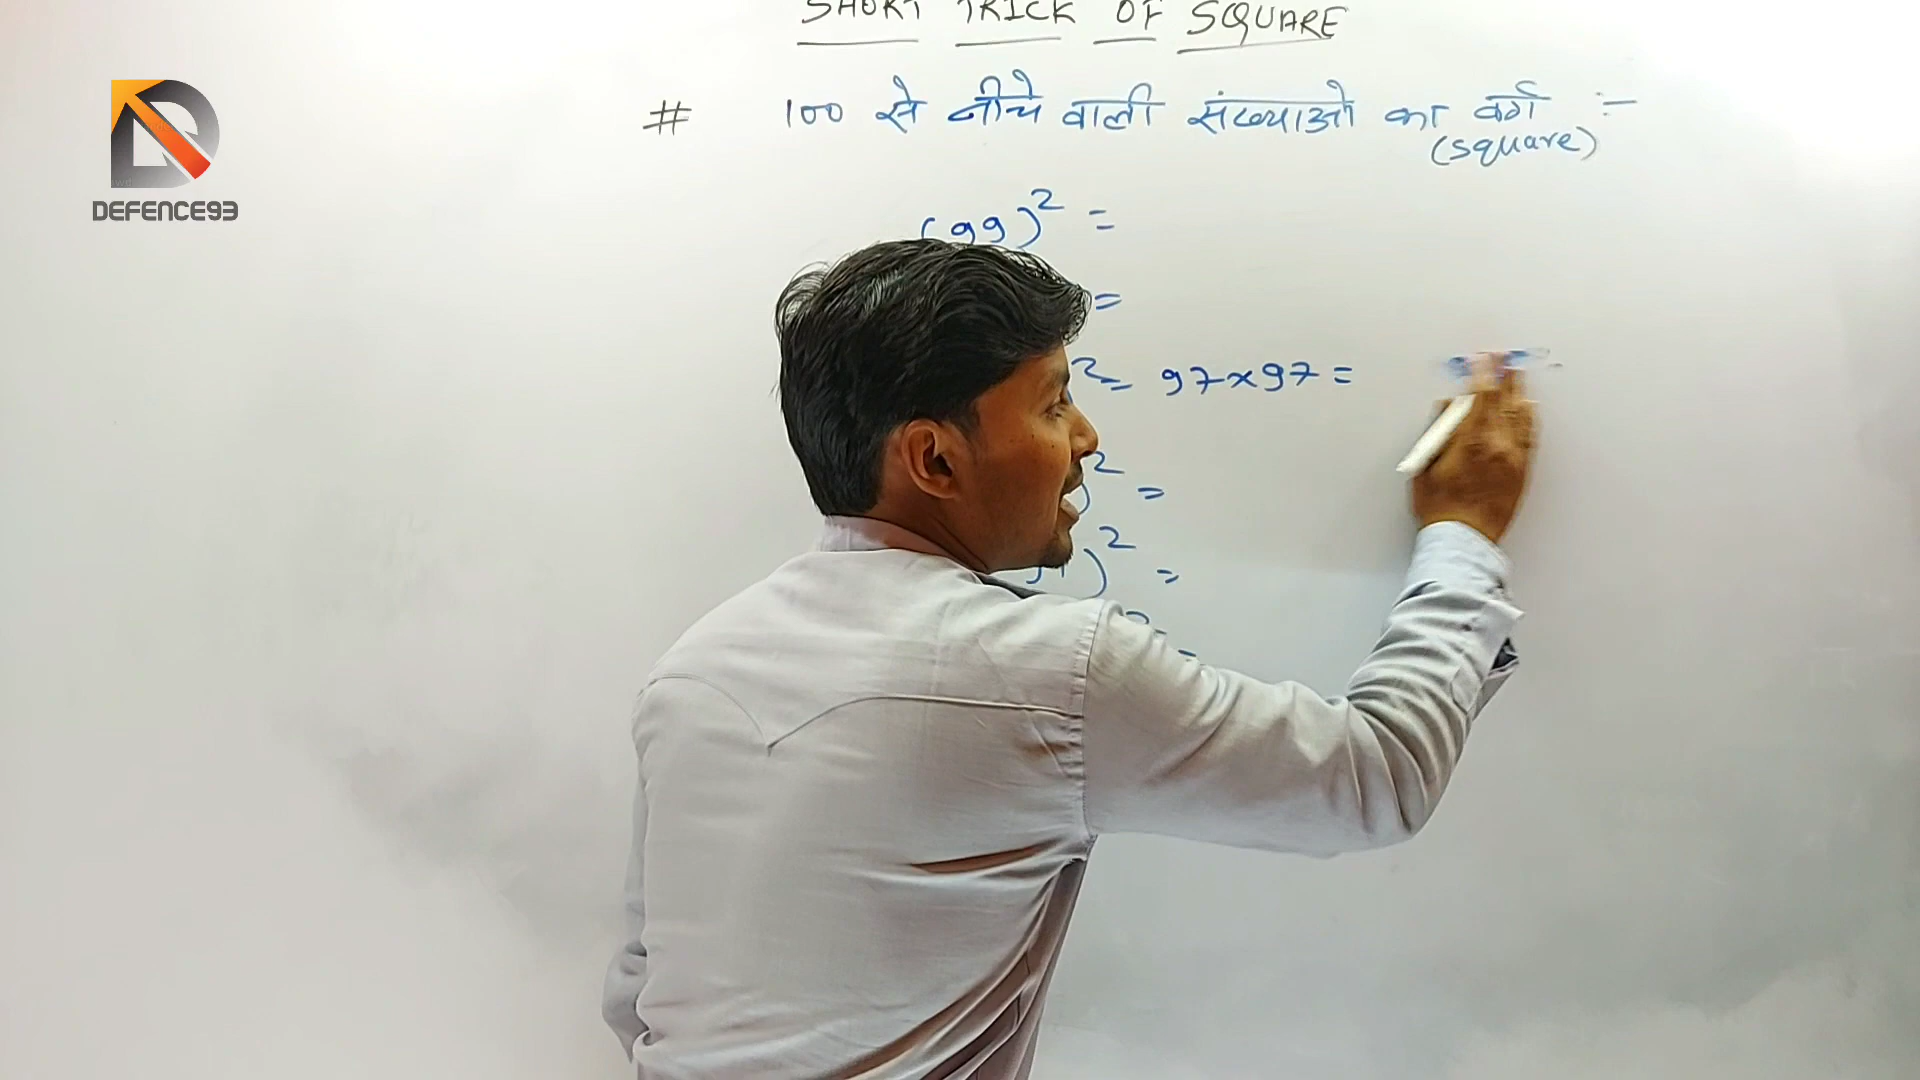 SHORT TRICK OF SQUARE
# 100 से नीचे वाली संख्याओ का वर्ग :-
(square)
(99)² =
=
² = 97×97 =
)² =
)² =
=
DEFENCE93